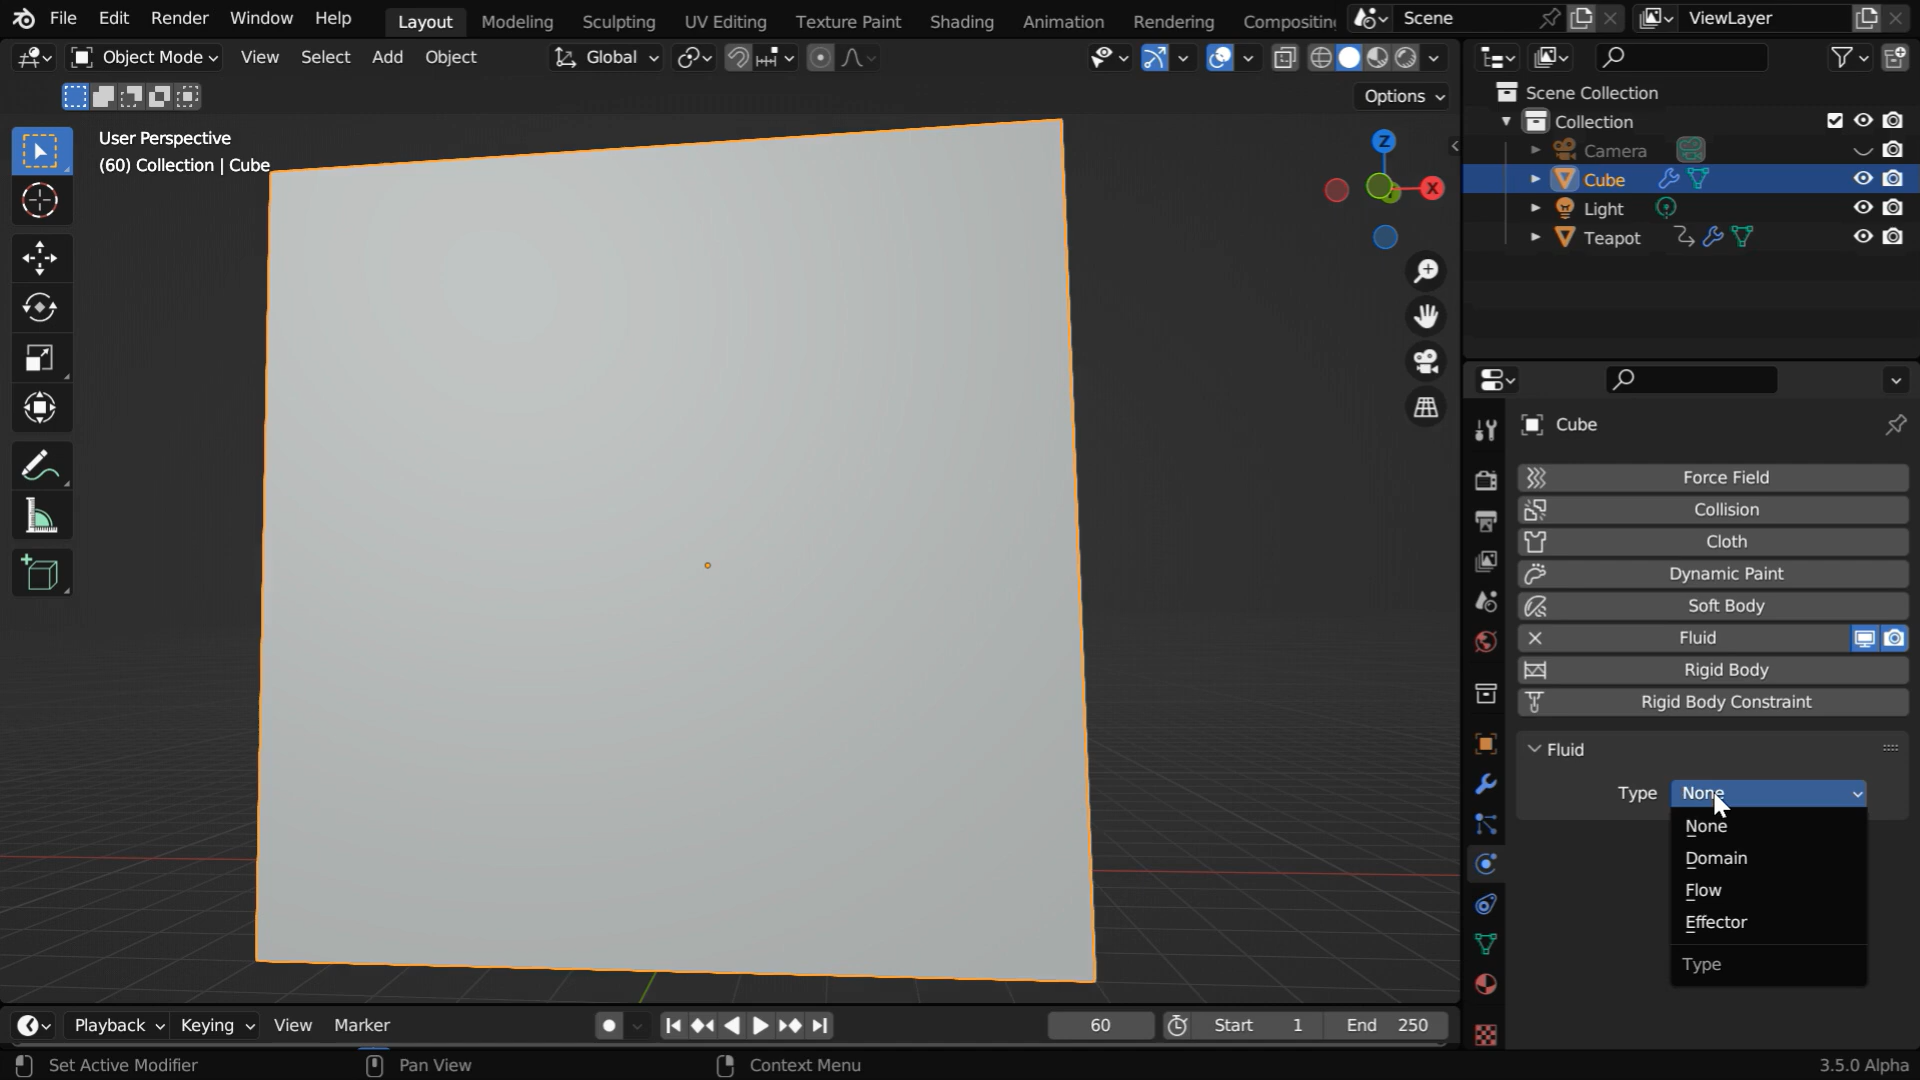 File Edit Render Window Help Layout Modeling Sculpting UV Editing Texture Paint Shading Animation Rendering Compositing Scene ViewLayer
Object Mode View Select Add Object Global
Options
User Perspective
(60) Collection | Cube
Z
X
Scene Collection
Collection
Camera
Cube
Light
Teapot
Cube
Force Field
Collision
Cloth
Dynamic Paint
Soft Body
Fluid
Rigid Body
Rigid Body Constraint
Fluid
Type None
None
Domain
Flow
Effector
Type
Playback Keying View Marker 60 Start 1 End 250
Set Active Modifier Pan View Context Menu 3.5.0 Alpha